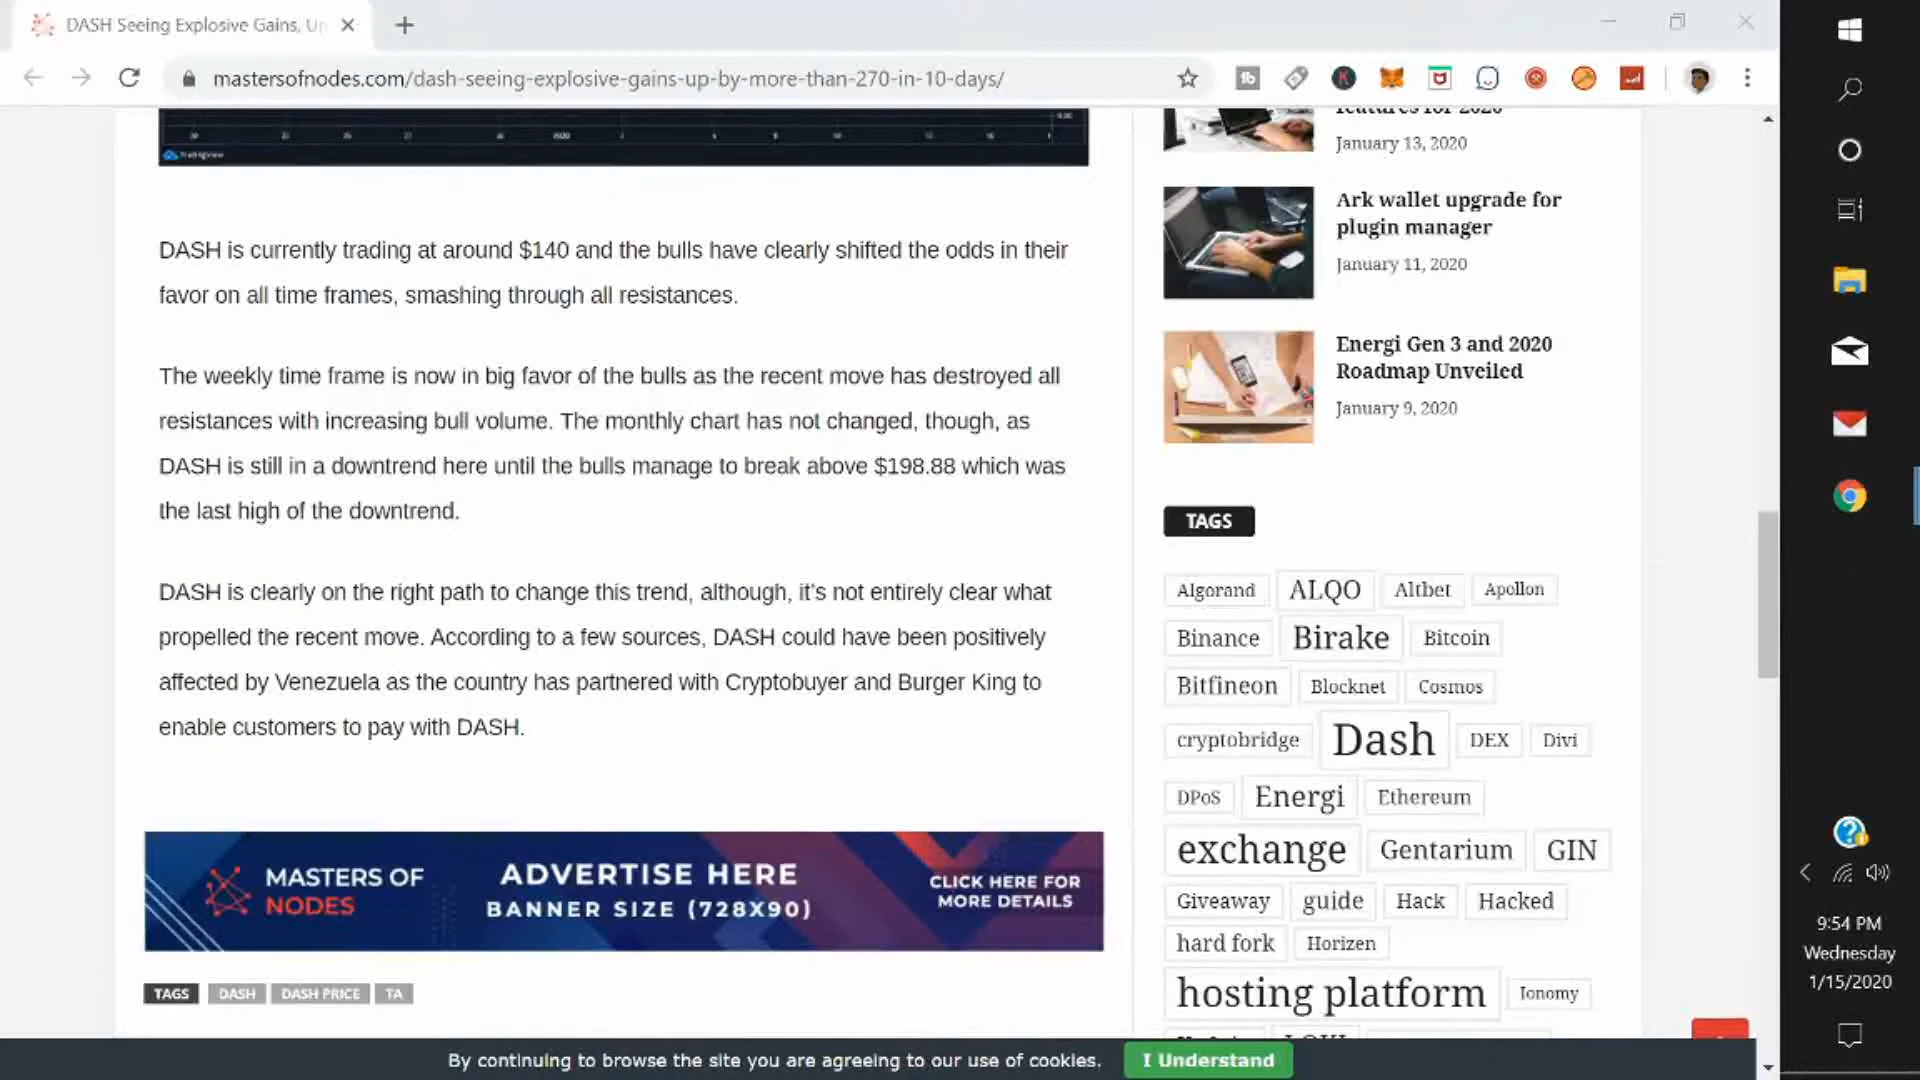 DASH Seeing Explosive Gains, Up
mastersofnodes.com/dash-seeing-explosive-gains-up-by-more-than-270-in-10-days/
TradingView
DASH is currently trading at around $140 and the bulls have clearly shifted the odds in their
favor on all time frames, smashing through all resistances.
The weekly time frame is now in big favor of the bulls as the recent move has destroyed all
resistances with increasing bull volume. The monthly chart has not changed, though, as
DASH is still in a downtrend here until the bulls manage to break above $198.88 which was
the last high of the downtrend.
DASH is clearly on the right path to change this trend, although, it’s not entirely clear what
propelled the recent move. According to a few sources, DASH could have been positively
affected by Venezuela as the country has partnered with Cryptobuyer and Burger King to
enable customers to pay with DASH.
MASTERS OF
NODES
ADVERTISE HERE
BANNER SIZE (728X90)
CLICK HERE FOR
MORE DETAILS
TAGS DASH DASH PRICE TA
features for 2020
January 13, 2020
Ark wallet upgrade for
plugin manager
January 11, 2020
Energi Gen 3 and 2020
Roadmap Unveiled
January 9, 2020
TAGS
Algorand ALQO Altbet Apollon
Binance Birake Bitcoin
Bitfineon Blocknet Cosmos
cryptobridge Dash DEX Divi
DPoS Energi Ethereum
exchange Gentarium GIN
Giveaway guide Hack Hacked
hard fork Horizen
hosting platform Ionomy
LOKI
By continuing to browse the site you are agreeing to our use of cookies. I Understand
9:54 PM
Wednesday
1/15/2020